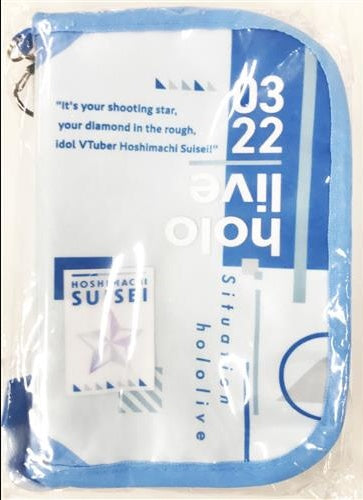 "It's your shooting star,
your diamond in the rough,
idol VTuber Hoshimachi Suisei!"
03
22
holo
live
HOSHIMACHI
SUISEI
Situation
hololive